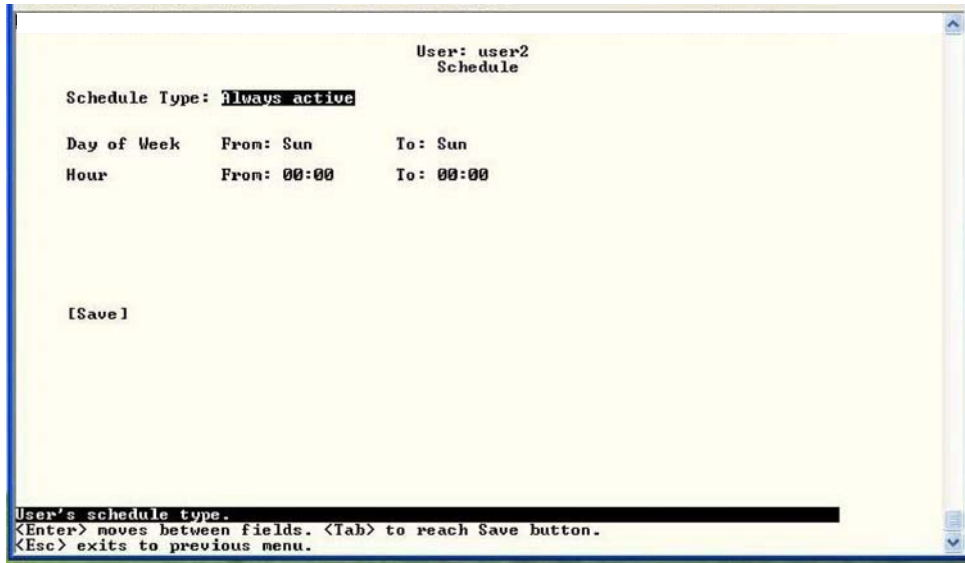 User: user2
Schedule
Schedule Type: Always active
Day of Week From: Sun To: Sun
Hour From: 00:00 To: 00:00
[Save]
User's schedule type.
<Enter> moves between fields. <Tab> to reach Save button.
<Esc> exits to previous menu.